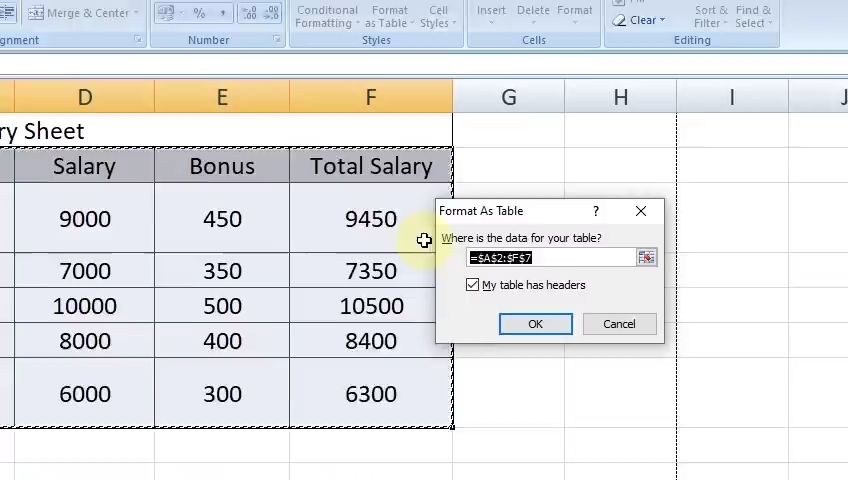 Merge & Center
%
,
Conditional Formatting
Format as Table
Cell Styles
Insert
Delete
Format
Fill
Clear
Sort & Filter
Find & Select
Number
Styles
Cells
Editing
D E F G H I J
ry Sheet
Salary Bonus Total Salary
9000 450 9450
7000 350 7350
10000 500 10500
8000 400 8400
6000 300 6300
Format As Table ?
Where is the data for your table?
=$A$2:$F$7
My table has headers
OK Cancel